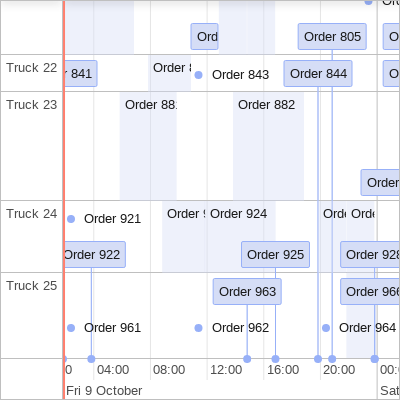 Ord
Order 805
Truck 22
841
Order
Order 843
Order 844
Truck 23
Order 88
Order 882
Order
Truck 24
Order 921
Order
Order 924
Orde
Orde
Order 922
Order 925
Order 928
Truck 25
Order 963
Order 966
Order 961
Order 962
Order 964
04:00
08:00
12:00
16:00
20:00
00:
Fri 9 October
Sat